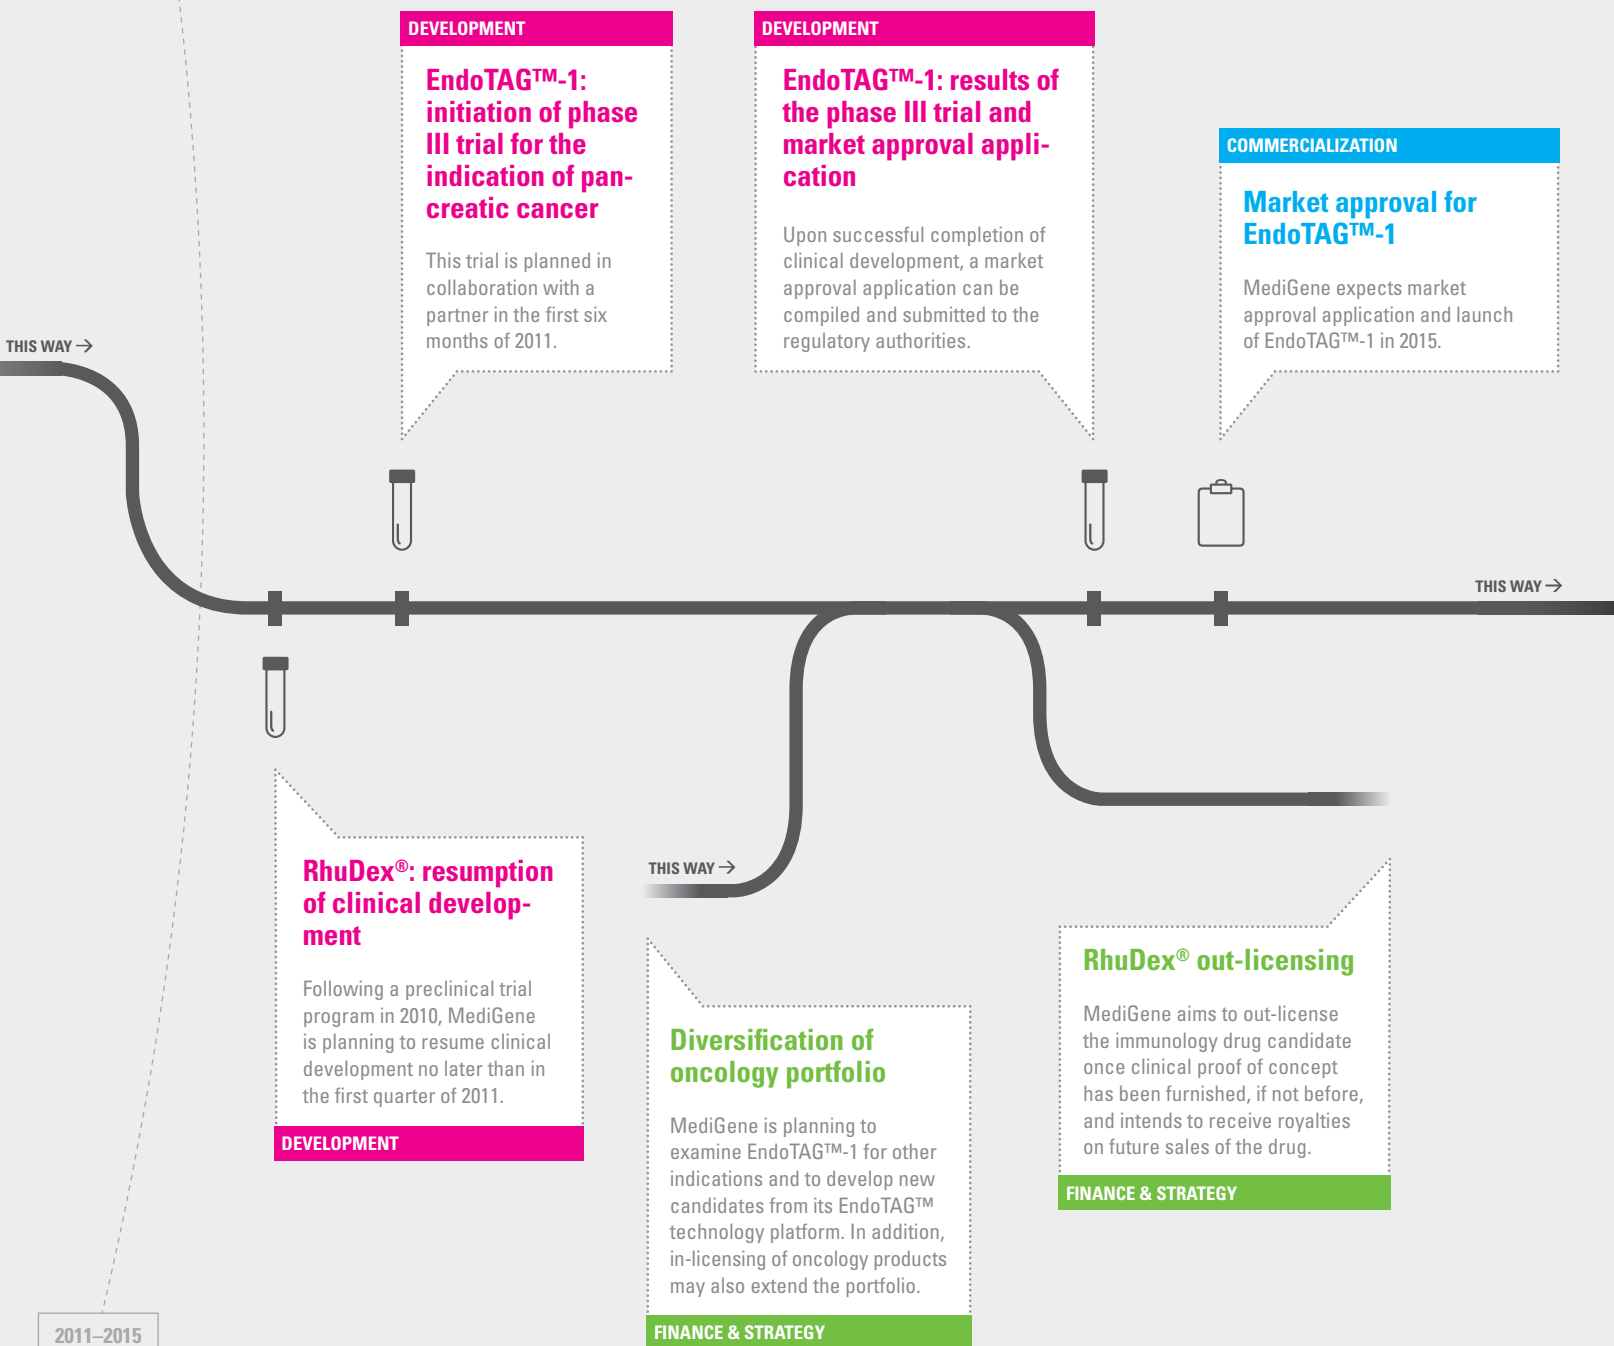 DEVELOPMENT
EndoTAG™-1:
initiation of phase
III trial for the
indication of pan-
creatic cancer
This trial is planned in
collaboration with a
partner in the first six
months of 2011.
DEVELOPMENT
EndoTAG™-1: results of
the phase III trial and
market approval appli-
cation
Upon successful completion of
clinical development, a market
approval application can be
compiled and submitted to the
regulatory authorities.
COMMERCIALIZATION
Market approval for
EndoTAG™-1
MediGene expects market
approval application and launch
of EndoTAG™-1 in 2015.
THIS WAY →
THIS WAY →
RhuDex®: resumption
of clinical develop-
ment
Following a preclinical trial
program in 2010, MediGene
is planning to resume clinical
development no later than in
the first quarter of 2011.
DEVELOPMENT
THIS WAY →
Diversification of
oncology portfolio
MediGene is planning to
examine EndoTAG™-1 for other
indications and to develop new
candidates from its EndoTAG™
technology platform. In addition,
in-licensing of oncology products
may also extend the portfolio.
FINANCE & STRATEGY
RhuDex® out-licensing
MediGene aims to out-license
the immunology drug candidate
once clinical proof of concept
has been furnished, if not before,
and intends to receive royalties
on future sales of the drug.
FINANCE & STRATEGY
2011–2015